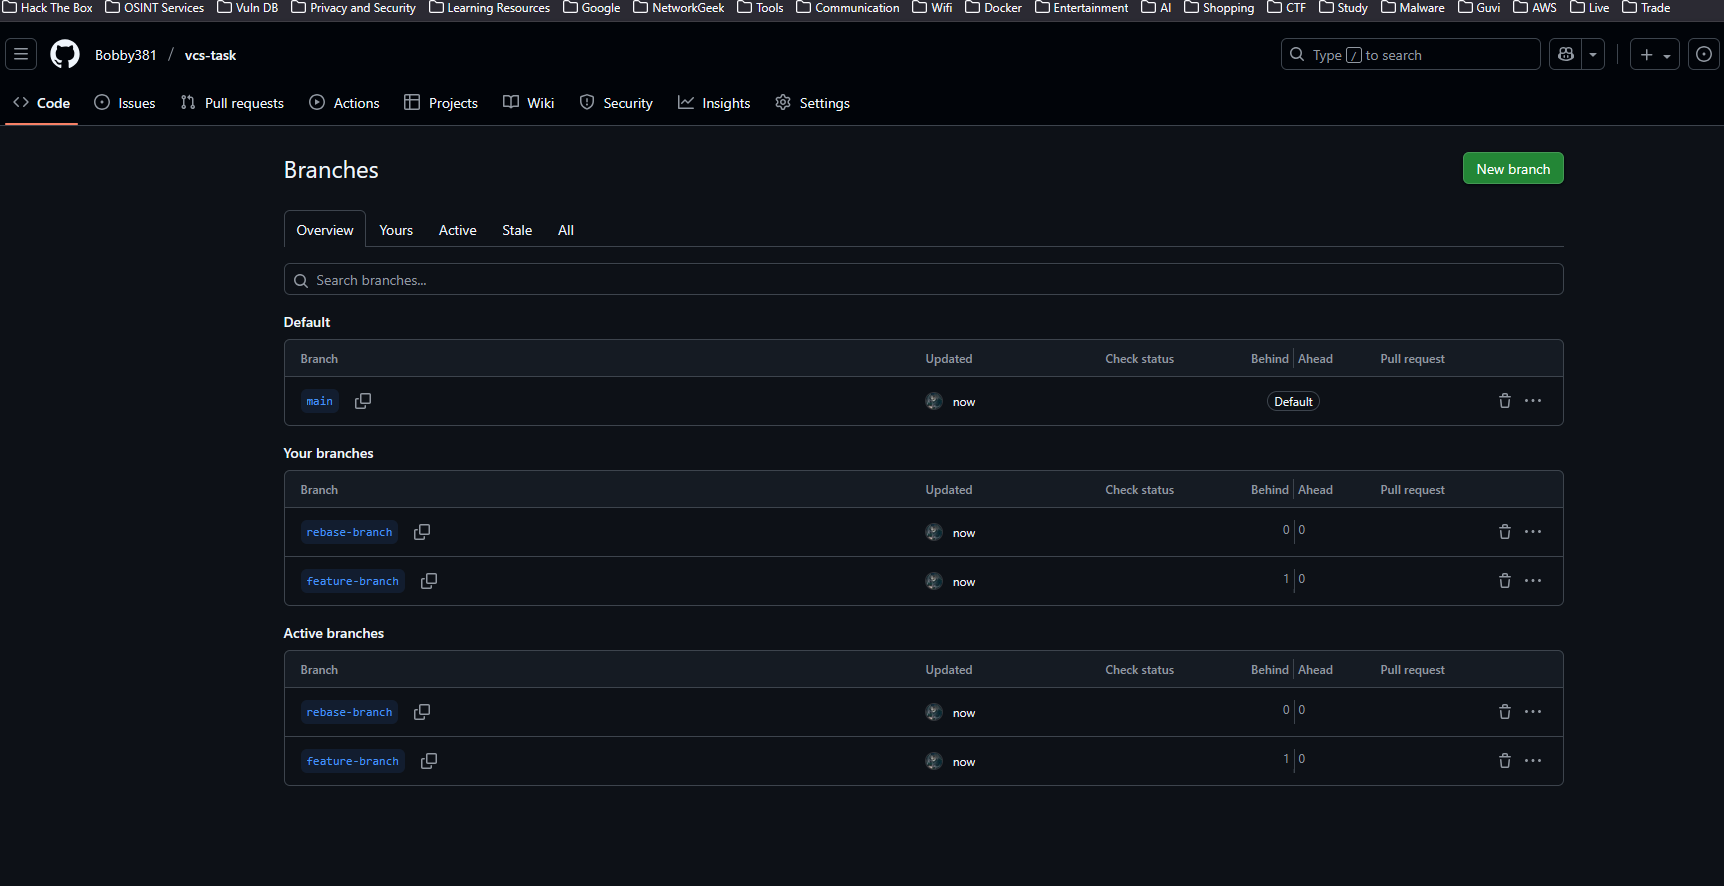 Hack The Box OSINT Services Vuln DB Privacy and Security Learning Resources Google NetworkGeek Tools Communication Wifi Docker Entertainment AI Shopping CTF Study Malware Guvi AWS Live Trade
Bobby381 / vcs-task Type / to search
Code Issues Pull requests Actions Projects Wiki Security Insights Settings
Branches New branch
Overview Yours Active Stale All
Search branches...
Default
Branch Updated Check status Behind Ahead Pull request
main now Default
Your branches
Branch Updated Check status Behind Ahead Pull request
rebase-branch now 0 0
feature-branch now 1 0
Active branches
Branch Updated Check status Behind Ahead Pull request
rebase-branch now 0 0
feature-branch now 1 0